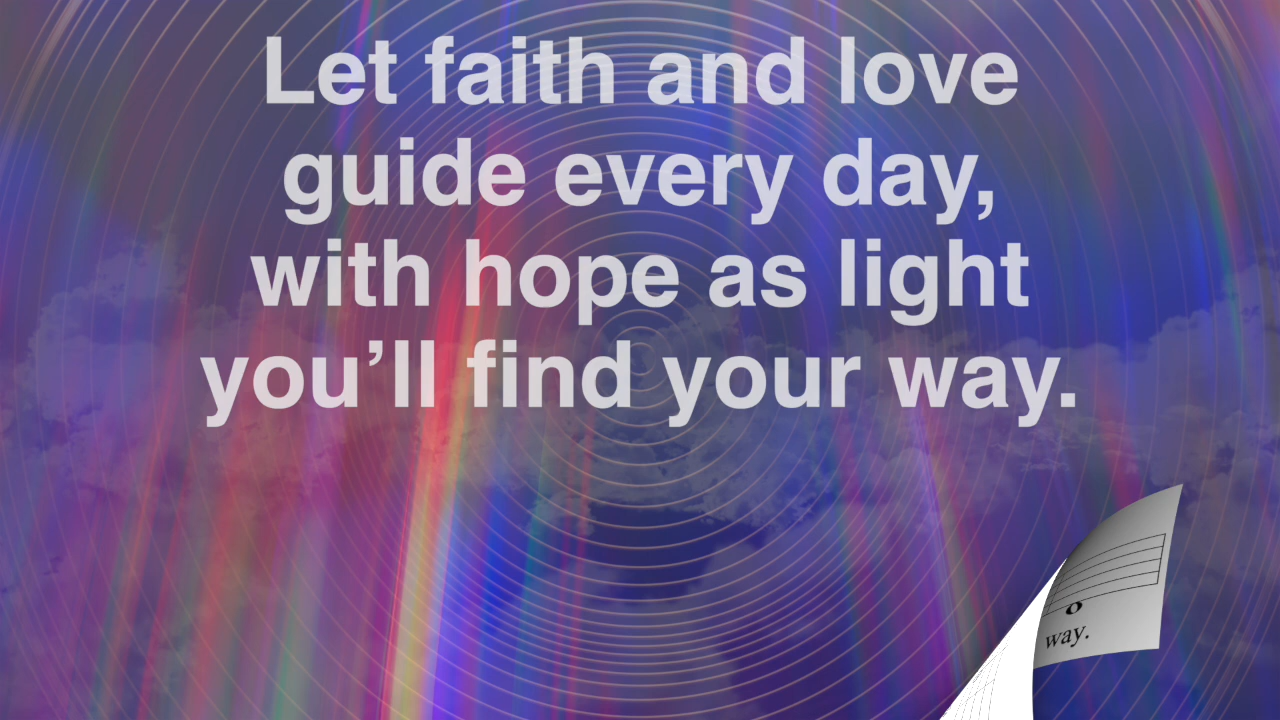 Let faith and love
guide every day,
with hope as light
you’ll find your way.
way.